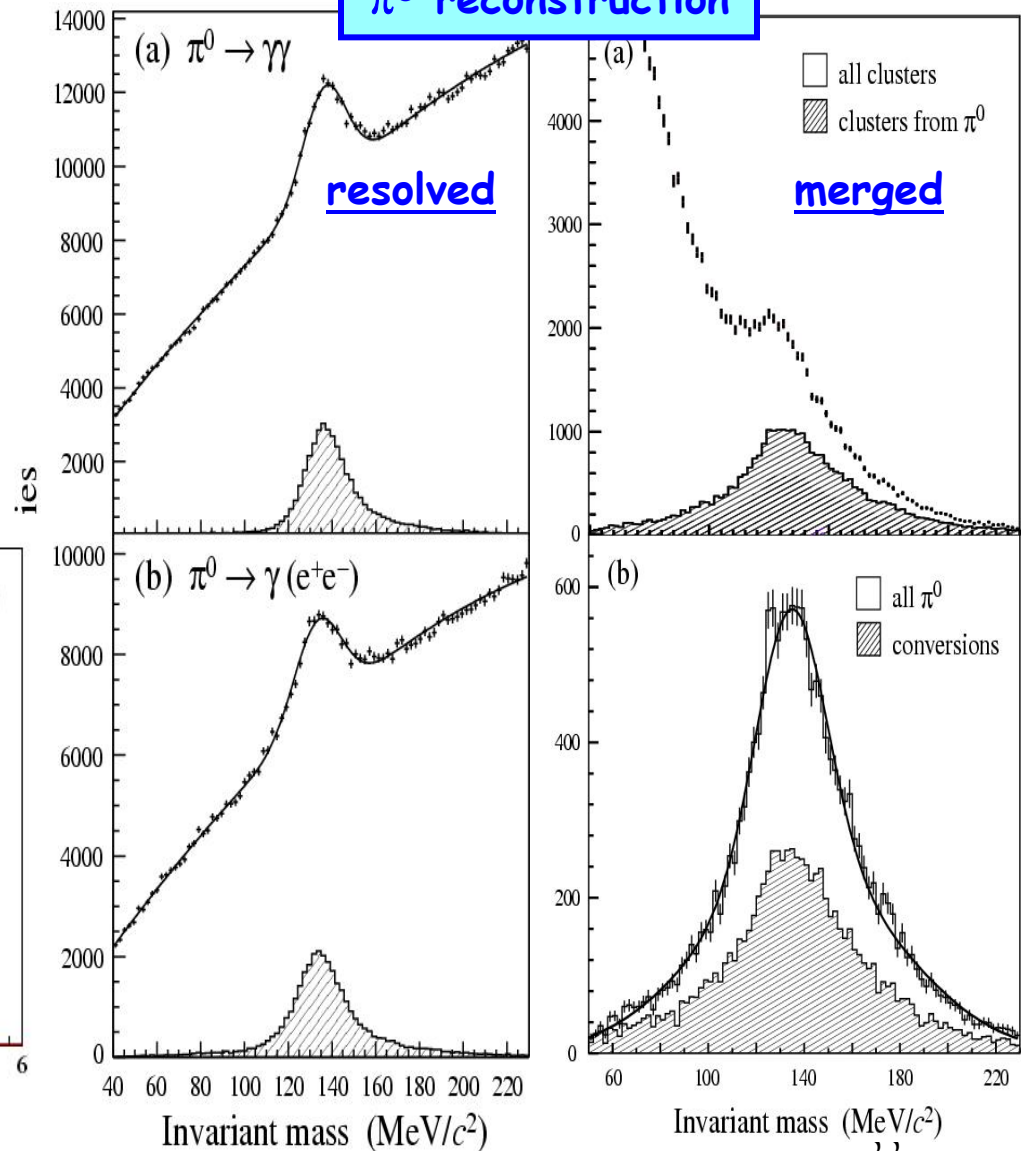 π⁰ reconstruction
14000
12000
10000
8000
6000
4000
2000
(a) π⁰ → γγ
resolved
ies
10000
8000
6000
4000
2000
0
(b) π⁰ → γ (e⁺e⁻)
40 60 80 100 120 140 160 180 200 220
Invariant mass (MeV/c²)
6
4000
3000
2000
1000
0
(a)
all clusters
clusters from π⁰
merged
600
400
200
0
(b)
all π⁰
conversions
60 100 140 180 220
Invariant mass (MeV/c²)